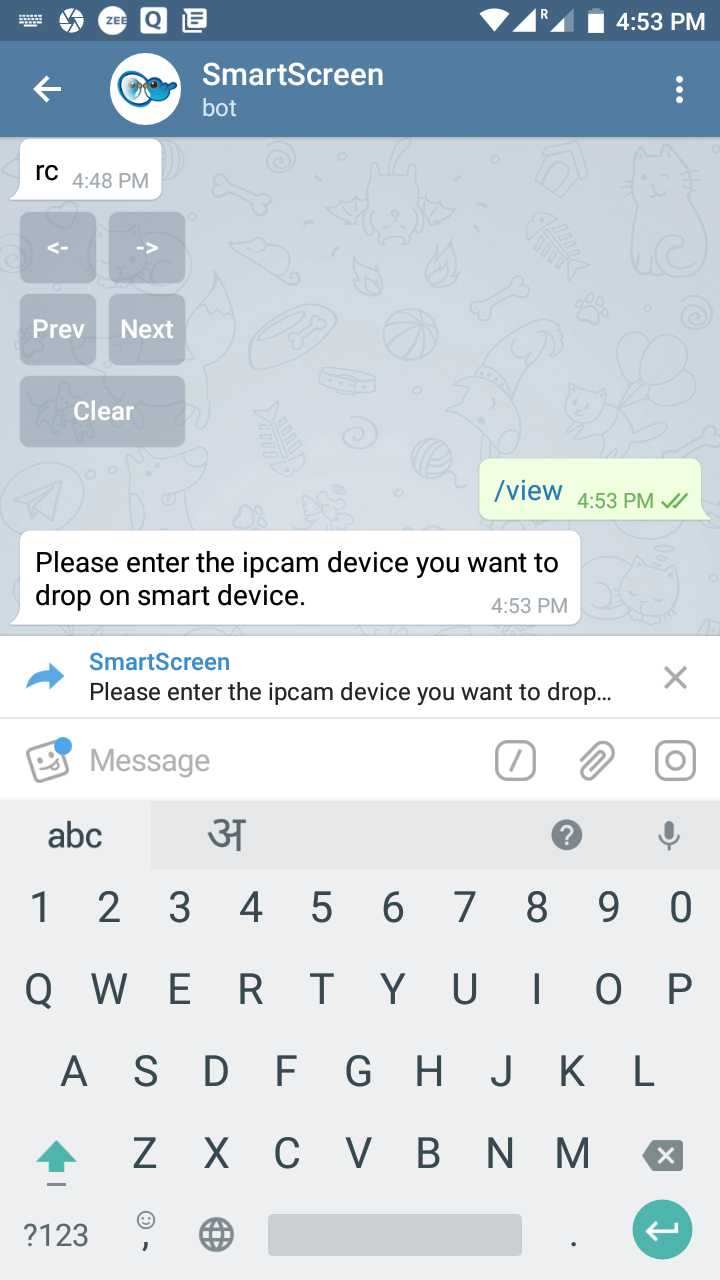 ZEE Q R 4:53 PM
SmartScreen
bot
rc 4:48 PM
<- ->
Prev Next
Clear
/view 4:53 PM
Please enter the ipcam device you want to
drop on smart device.
4:53 PM
SmartScreen
Please enter the ipcam device you want to drop...
/
Message
abc अ ?
1 2 3 4 5 6 7 8 9 0
Q W E R T Y U I O P
A S D F G H J K L
Z X C V B N M
?123 , .